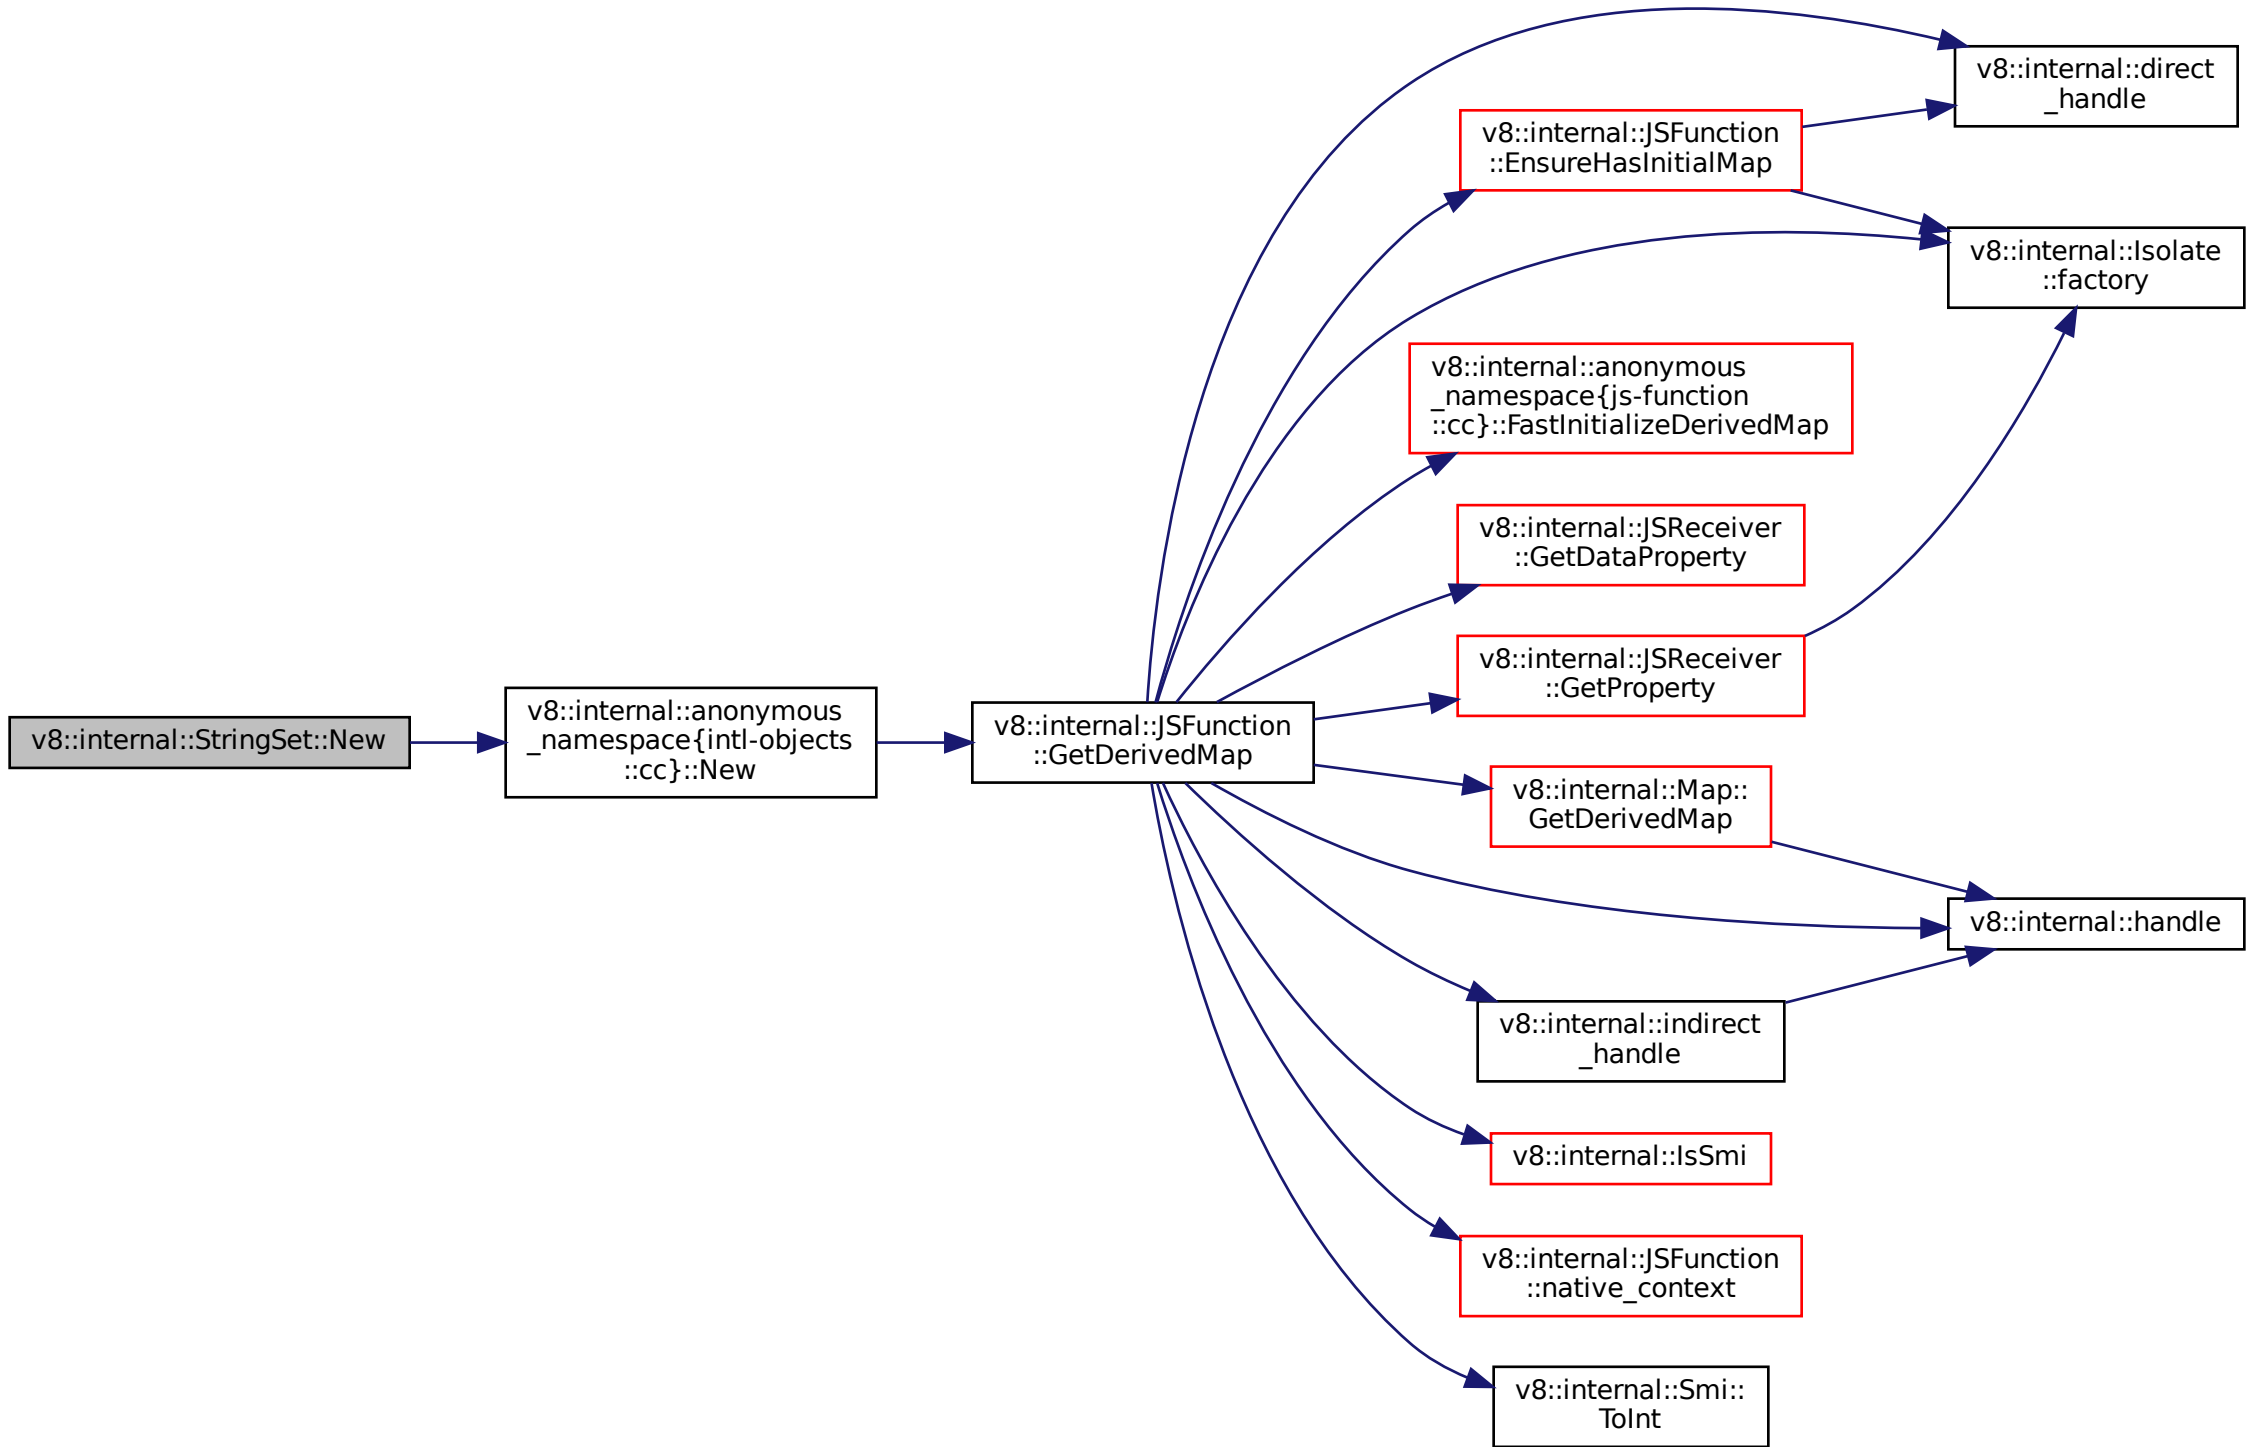 v8::internal::StringSet::New
v8::internal::anonymous
_namespace{intl-objects
::cc}::New
v8::internal::JSFunction
::GetDerivedMap
v8::internal::direct
_handle
v8::internal::JSFunction
::EnsureHasInitialMap
v8::internal::Isolate
::factory
v8::internal::anonymous
_namespace{js-function
::cc}::FastInitializeDerivedMap
v8::internal::JSReceiver
::GetDataProperty
v8::internal::JSReceiver
::GetProperty
v8::internal::Map::
GetDerivedMap
v8::internal::handle
v8::internal::indirect
_handle
v8::internal::IsSmi
v8::internal::JSFunction
::native_context
v8::internal::Smi::
ToInt